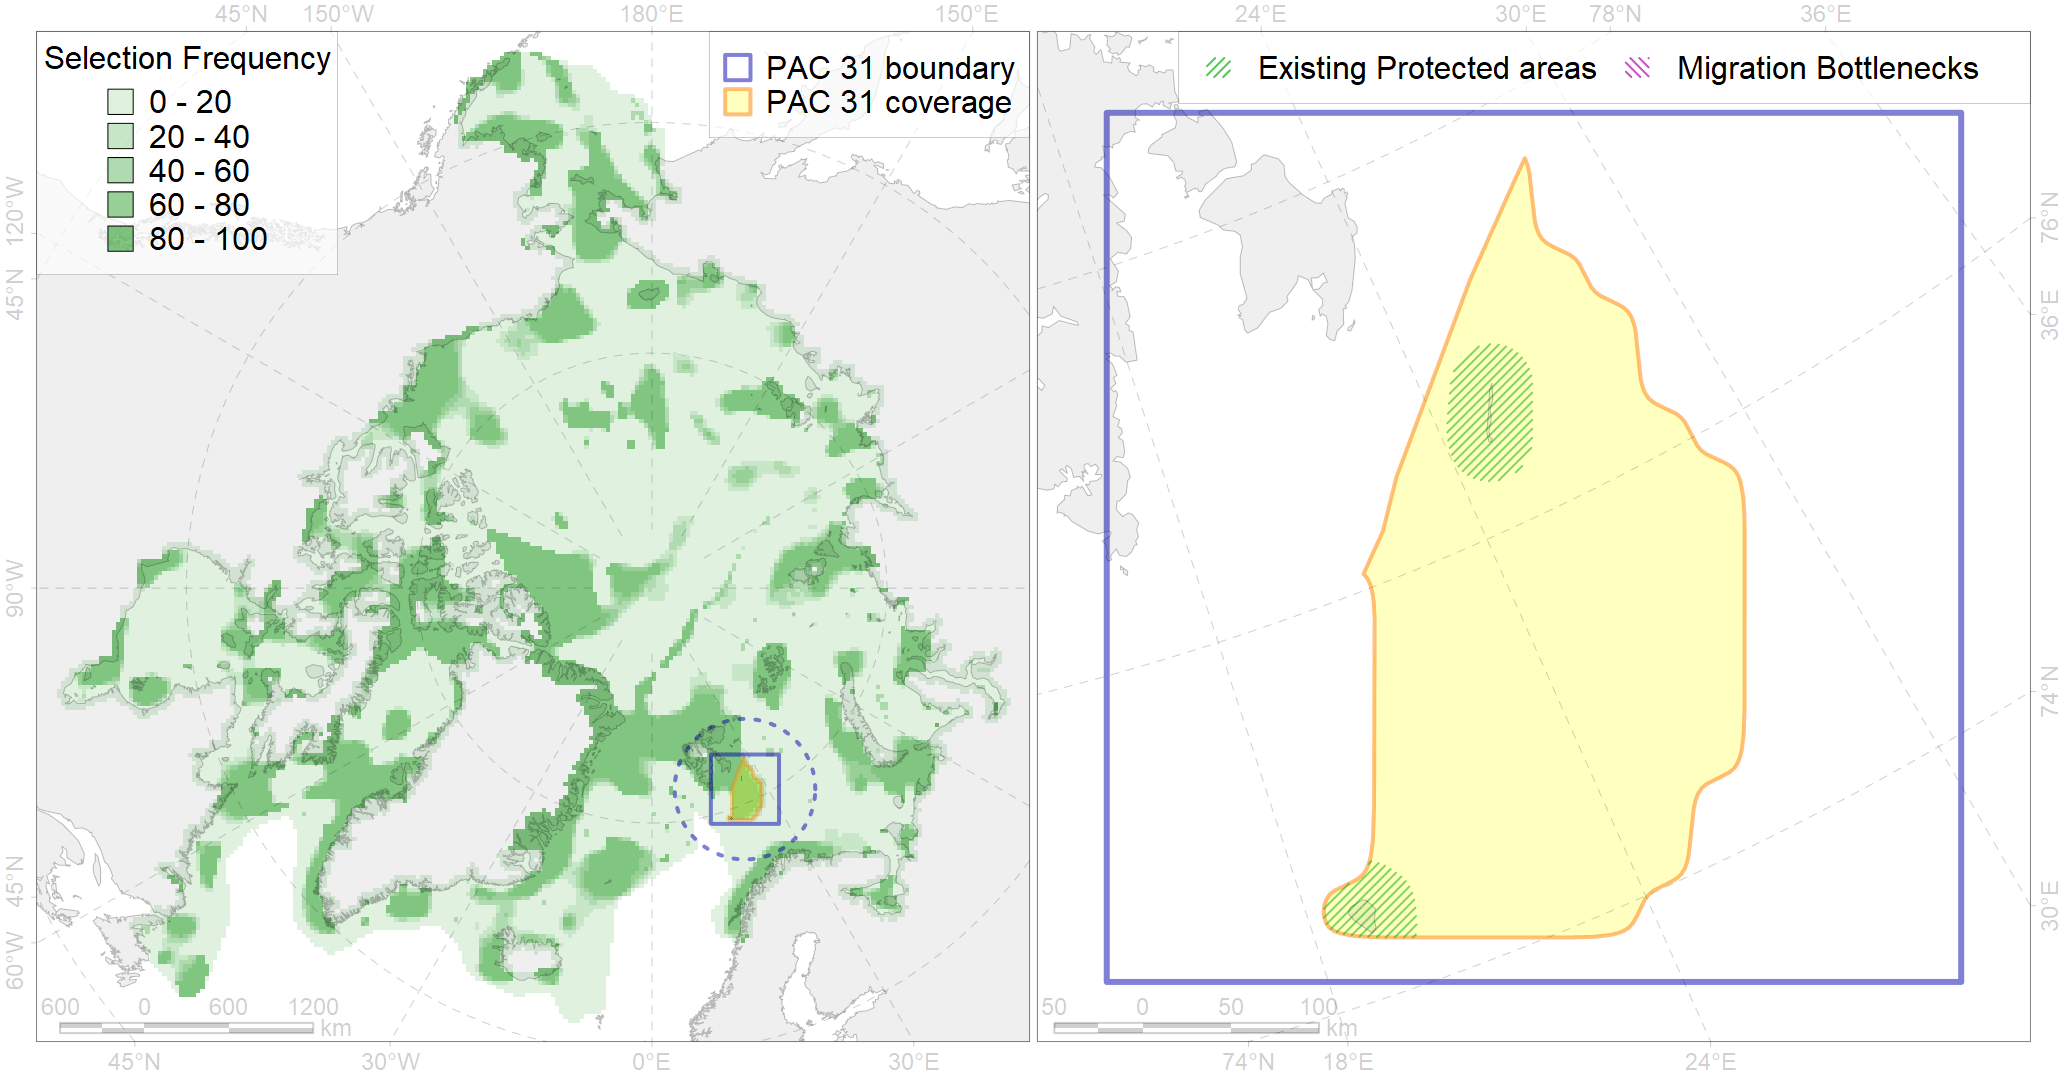 45°N 150°W 180°E 150°E 24°E 30°E 78°N 36°E
Selection Frequency
0 - 20
20 - 40
40 - 60
60 - 80
80 - 100
PAC 31 boundary
PAC 31 coverage
Existing Protected areas Migration Bottlenecks
120°W
45°N
90°W
45°N
60°W
76°N
36°E
74°N
30°E
600 0 600 1200
km
50 0 50 100
km
45°N 30°W 0°E 30°E 74°N 18°E 24°E